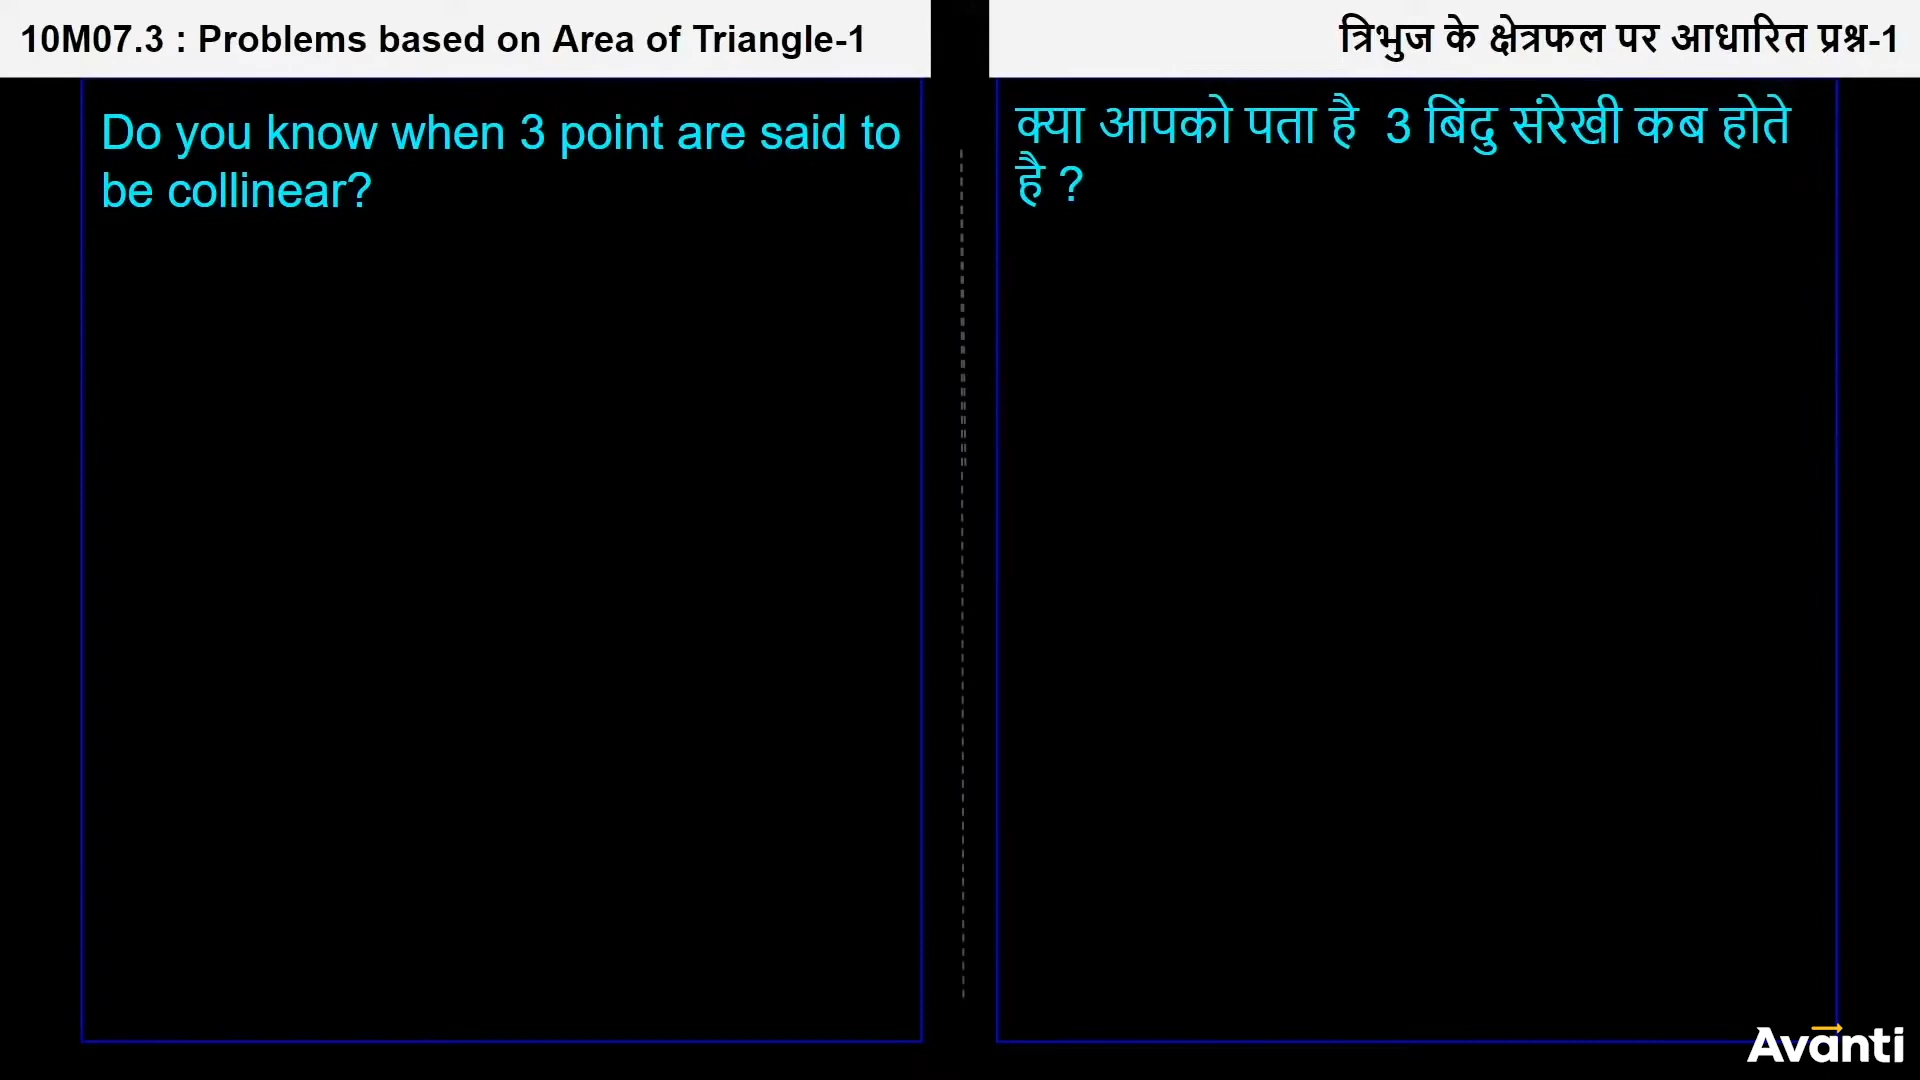 10M07.3 : Problems based on Area of Triangle-1
त्रिभुज के क्षेत्रफल पर आधारित प्रश्न-1
Do you know when 3 point are said to
be collinear?
क्या आपको पता है 3 बिंदु संरेखी कब होते
है ?
Avanti